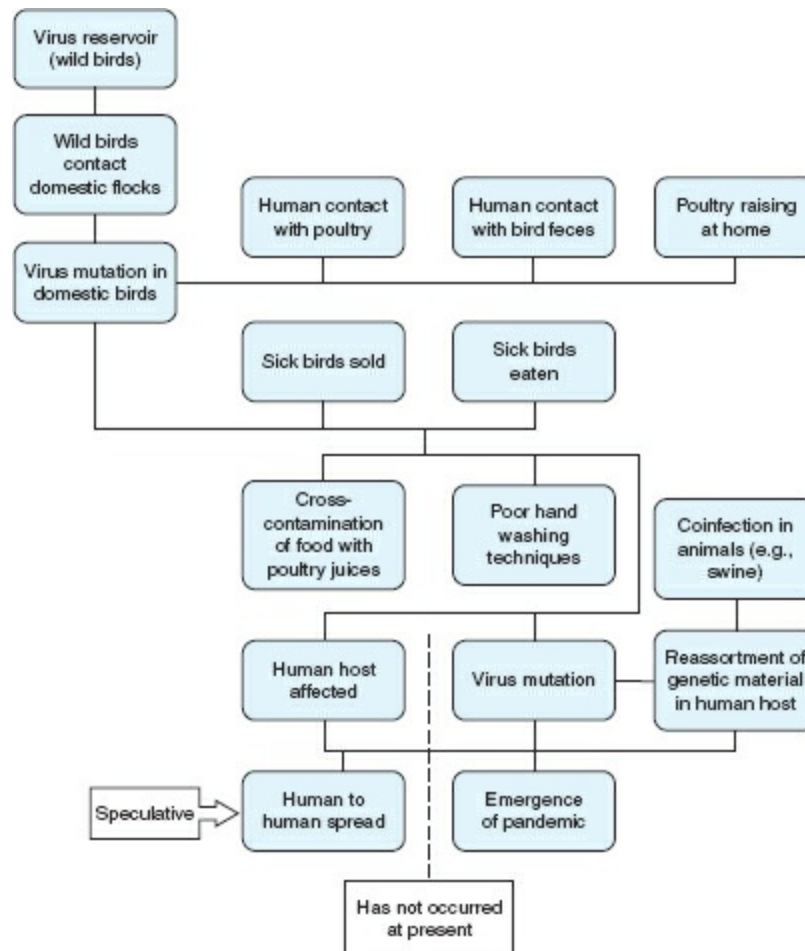 Virus reservoir
(wild birds)
Wild birds
contact
domestic flocks
Human contact
with poultry
Human contact
with bird feces
Poultry raising
at home
Virus mutation in
domestic birds
Sick birds sold
Sick birds
eaten
Cross-
contamination
of food with
poultry juices
Poor hand
washing
techniques
Coinfection in
animals (e.g.,
swine)
Human host
affected
Virus mutation
Reassortment of
genetic material
in human host
Speculative
Human to
human spread
Emergence
of pandemic
Has not occurred
at present